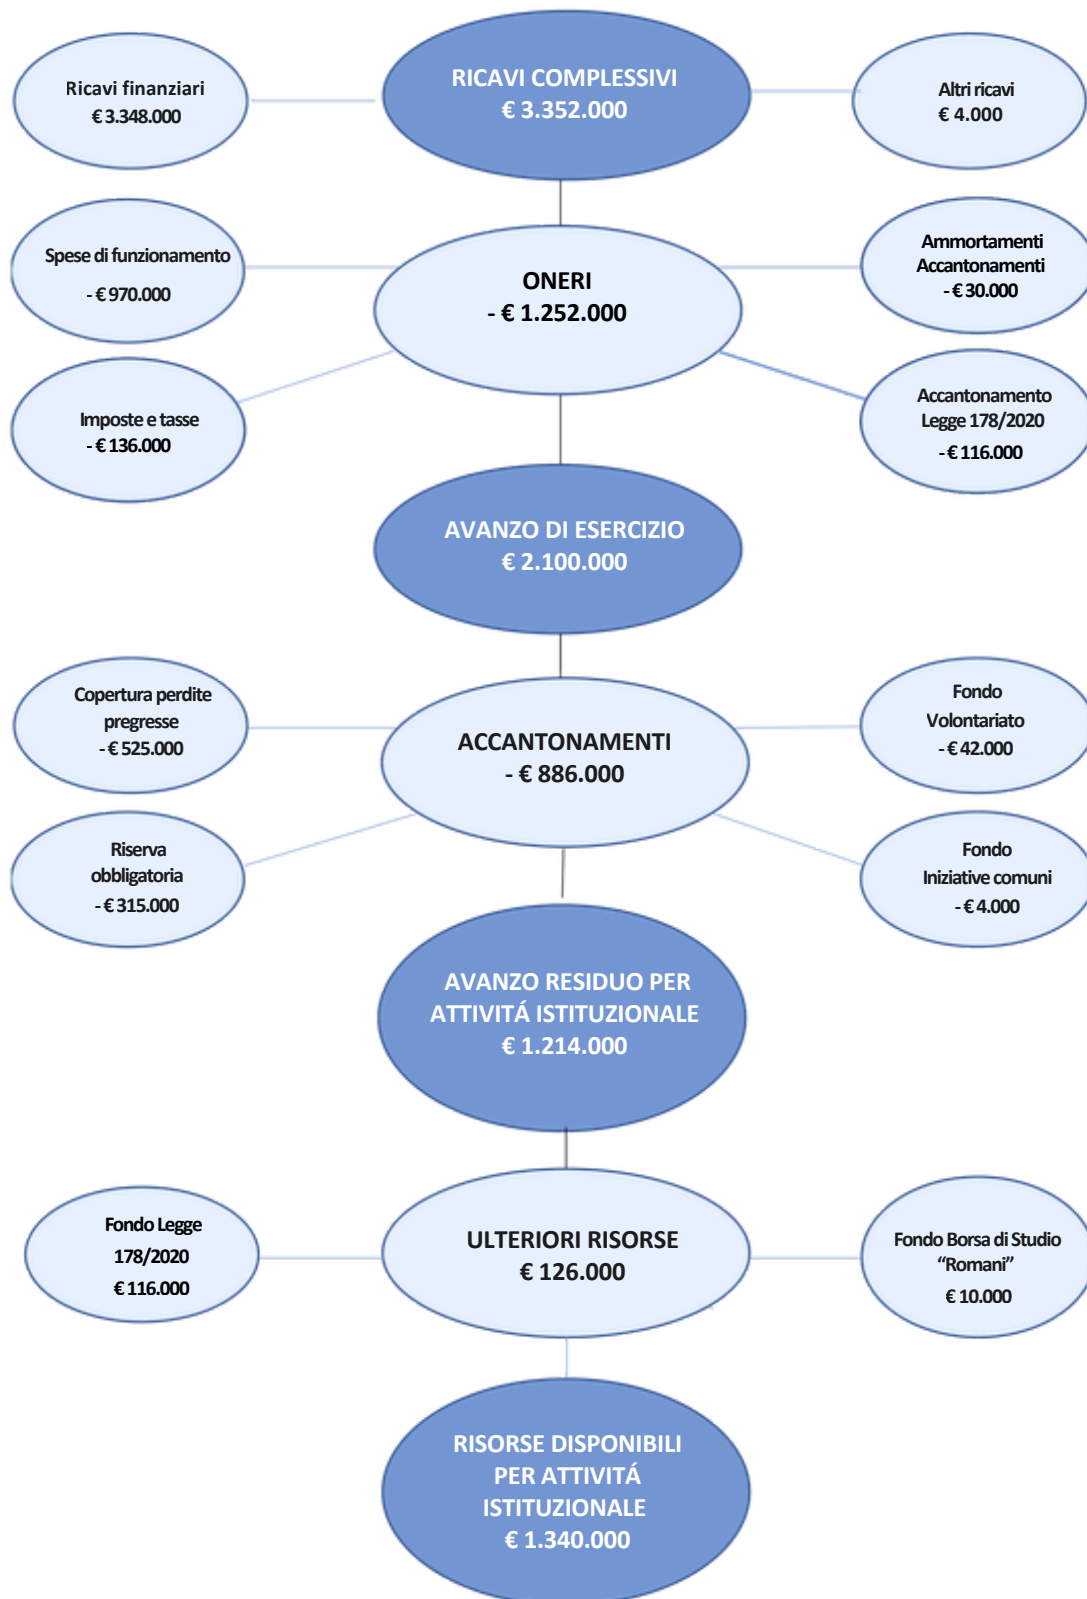 Ricavi finanziari
€ 3.348.000
RICAVI COMPLESSIVI
€ 3.352.000
Altri ricavi
€ 4.000
Spese di funzionamento
- € 970.000
ONERI
- € 1.252.000
Ammortamenti
Accantonamenti
- € 30.000
Imposte e tasse
- € 136.000
Accantonamento
Legge 178/2020
- € 116.000
AVANZO DI ESERCIZIO
€ 2.100.000
Copertura perdite
pregresse
- € 525.000
ACCANTONAMENTI
- € 886.000
Fondo
Volontariato
- € 42.000
Riserva
obbligatoria
- € 315.000
Fondo
Iniziative comuni
- € 4.000
AVANZO RESIDUO PER
ATTIVITÁ ISTITUZIONALE
€ 1.214.000
Fondo Legge
178/2020
€ 116.000
ULTERIORI RISORSE
€ 126.000
Fondo Borsa di Studio
“Romani”
€ 10.000
RISORSE DISPONIBILI
PER ATTIVITÁ
ISTITUZIONALE
€ 1.340.000